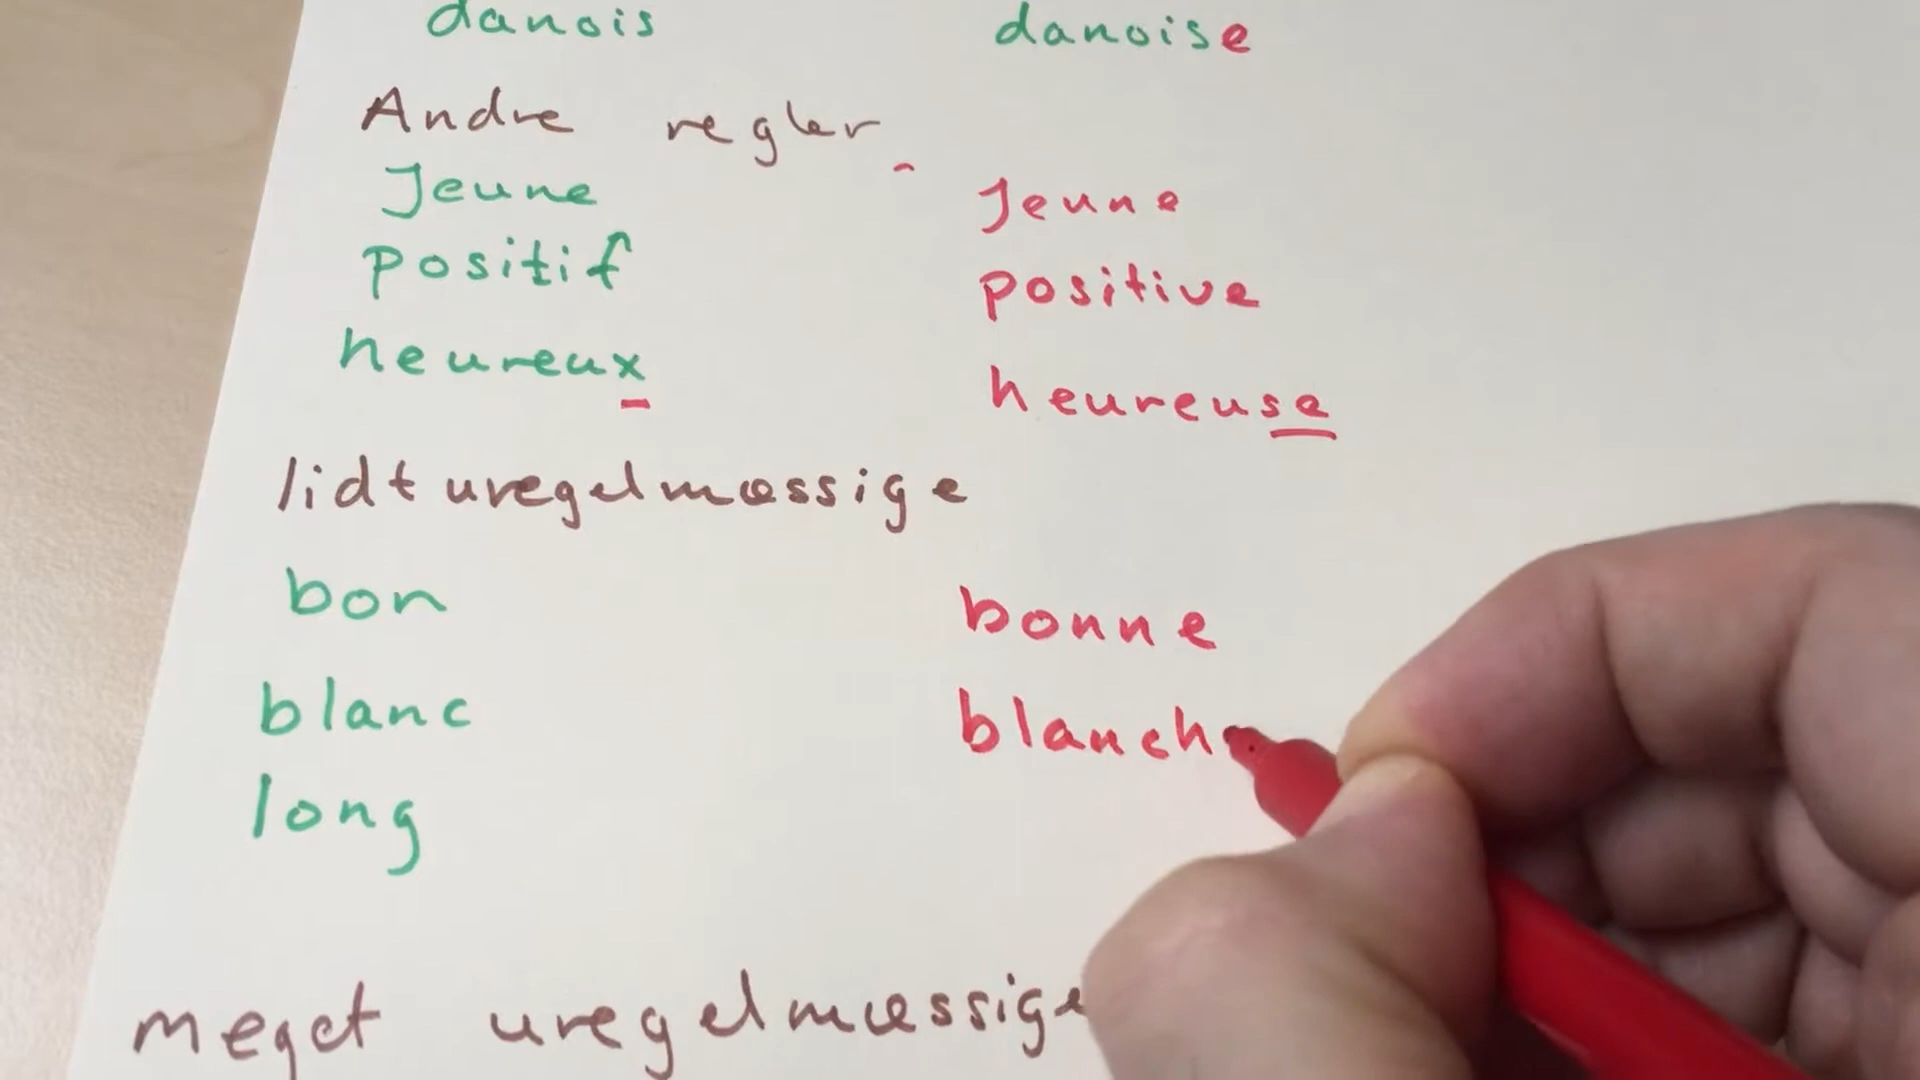 danois danoise
Andre regler
Jeune Jeune
positif positive
heureux heureuse
lidt uregelmæssige
bon bonne
blanc blanch
long
meget uregelmæssige